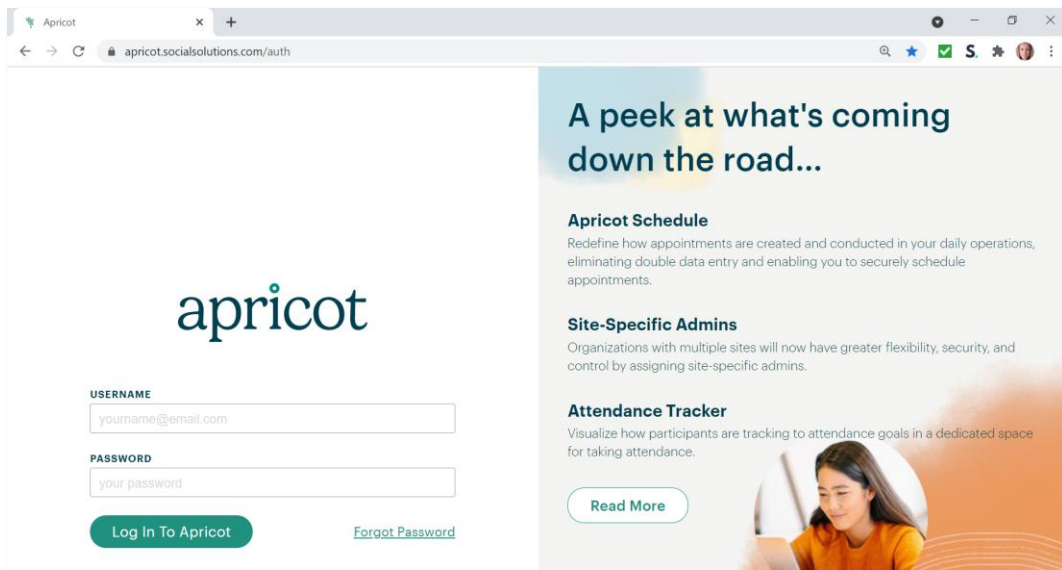 Apricot
apricot.socialsolutions.com/auth
S.
apricot
USERNAME
yourname@email.com
PASSWORD
your password
Log In To Apricot
Forgot Password
A peek at what's coming
down the road...
Apricot Schedule
Redefine how appointments are created and conducted in your daily operations,
eliminating double data entry and enabling you to securely schedule
appointments.
Site-Specific Admins
Organizations with multiple sites will now have greater flexibility, security, and
control by assigning site-specific admins.
Attendance Tracker
Visualize how participants are tracking to attendance goals in a dedicated space
for taking attendance.
Read More